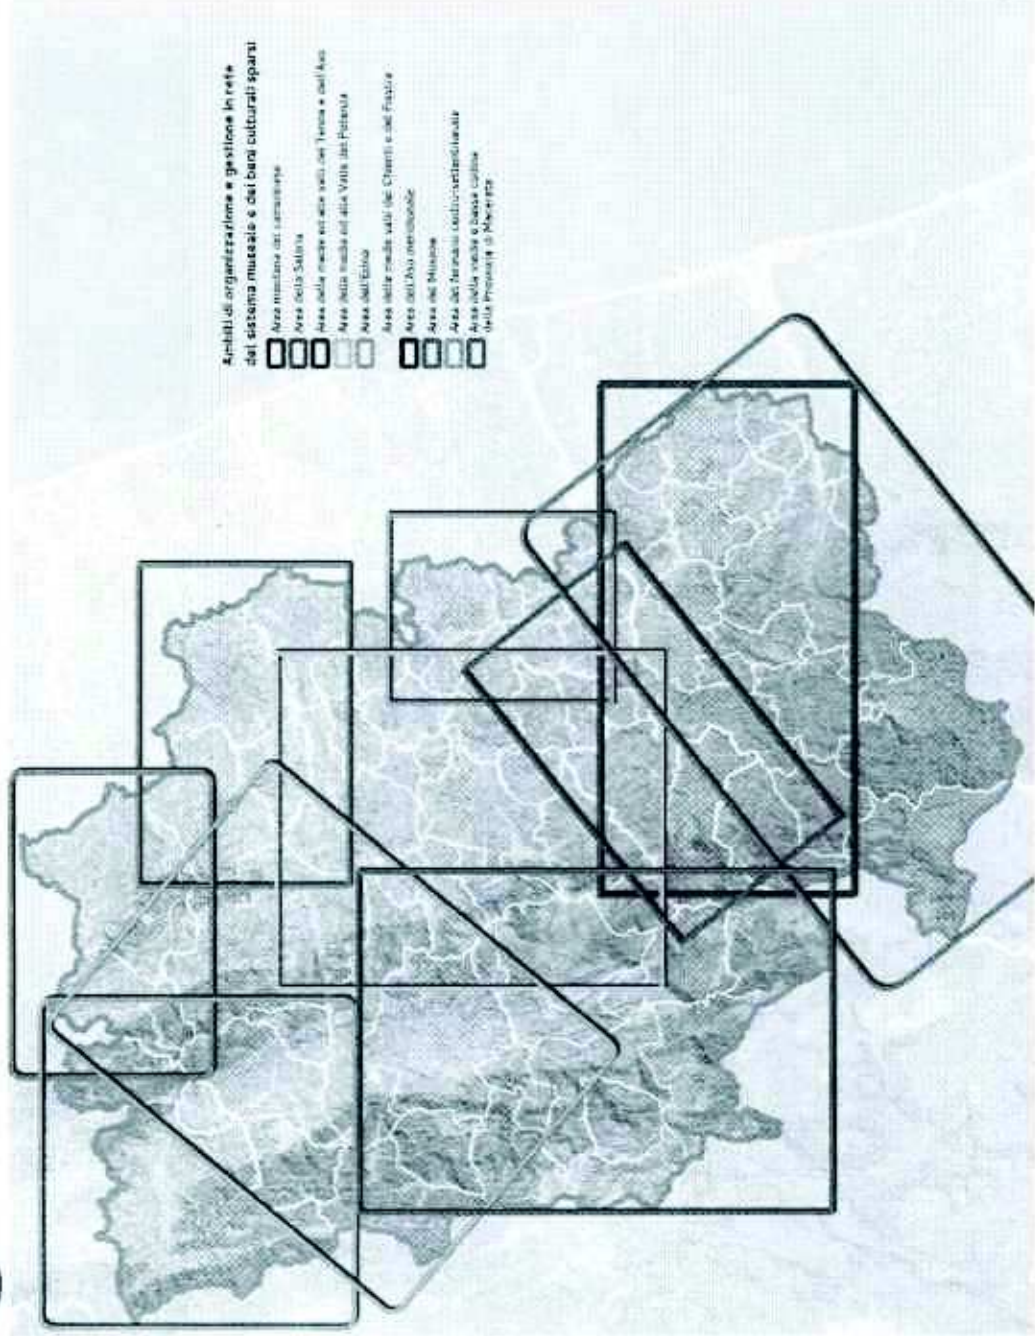 Ambiti di organizzazione e gestione in rete
del sistema museale e dei beni culturali sparsi
Area montana del camerinese
Area della Salaria
Area delle medie ed alte valli del Tenna e dell'Aso
Area della media ed alta Valle del Potenza
Area dell'Esino
Area delle medie valli del Chienti e del Fiastra
Area dell'Aso meridionale
Area del Musone
Area del fermano centro-settentrionale
Area della media e bassa collina
della Provincia di Macerata